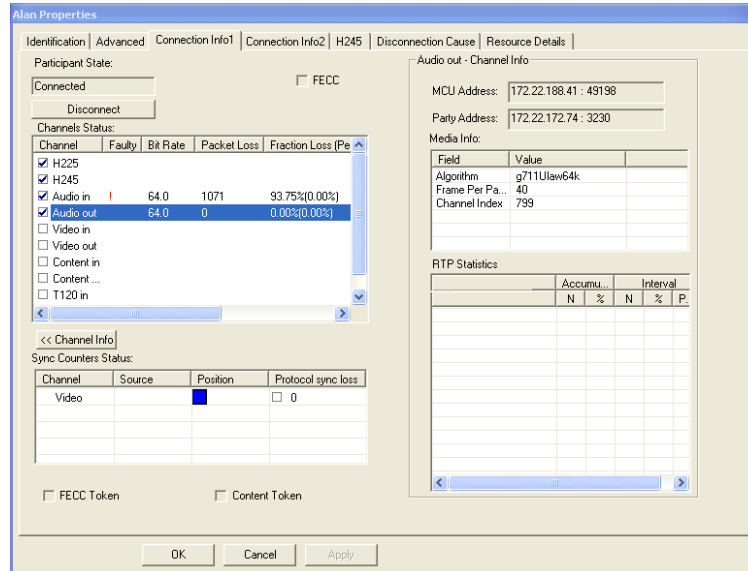 Alan Properties
Identification Advanced Connection Info1 Connection Info2 H245 Disconnection Cause Resource Details
Participant State:
Connected
FECC
Disconnect
Channels Status:
Channel Faulty Bit Rate Packet Loss Fraction Loss (Pe
H225
H245
Audio in ! 64.0 1071 93.75%(0.00%)
Audio out 64.0 0 0.00%(0.00%)
Video in
Video out
Content in
Content ...
T120 in
<< Channel Info
Sync Counters Status:
Channel Source Position Protocol sync loss
Video 0
FECC Token Content Token
Audio out - Channel Info
MCU Address: 172.22.188.41 : 49198
Party Address: 172.22.172.74 : 3230
Media Info:
Field Value
Algorithm g711Ulaw64k
Frame Per Pa... 40
Channel Index 799
RTP Statistics
Accumu... Interval
N % N % P.
OK Cancel Apply